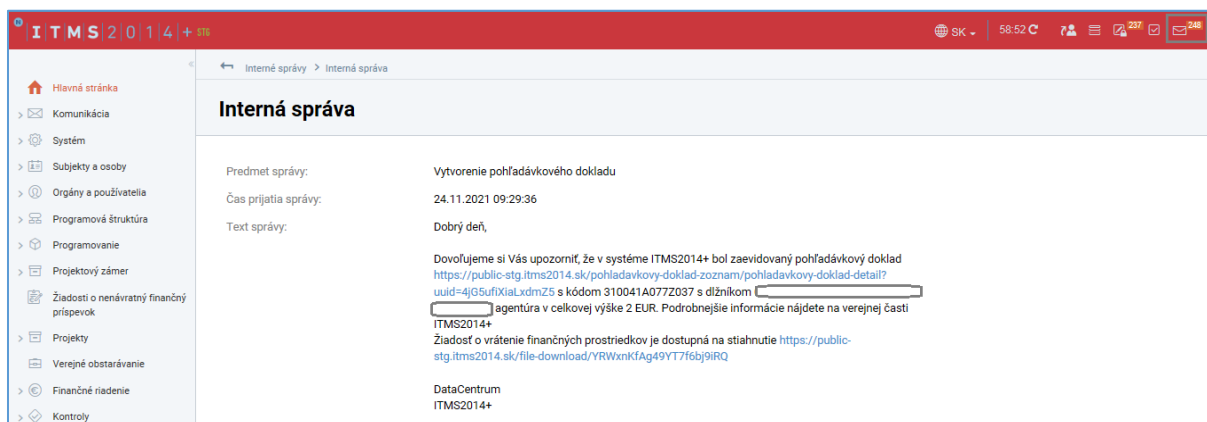 ITMS2014+ STG
SK
58:52
237
248
Interné správy > Interná správa
Hlavná stránka
Komunikácia
Systém
Subjekty a osoby
Orgány a používatelia
Programová štruktúra
Programovanie
Projektový zámer
Žiadosti o nenávratný finančný
príspevok
Projekty
Verejné obstarávanie
Finančné riadenie
Kontroly
Interná správa
Predmet správy: Vytvorenie pohľadávkového dokladu
Čas prijatia správy: 24.11.2021 09:29:36
Text správy: Dobrý deň,
Dovoľujeme si Vás upozorniť, že v systéme ITMS2014+ bol zaevidovaný pohľadávkový doklad
https://public-stg.itms2014.sk/pohladavkovy-doklad-zoznam/pohladavkovy-doklad-detail?
uuid=4jG5ufiXiaLxdmZ5 s kódom 310041A077Z037 s dlžníkom
agentúra v celkovej výške 2 EUR. Podrobnejšie informácie nájdete na verejnej časti
ITMS2014+
Žiadosť o vrátenie finančných prostriedkov je dostupná na stiahnutie https://public-
stg.itms2014.sk/file-download/YRWxnKfAg49YT7f6bj9iRQ
DataCentrum
ITMS2014+